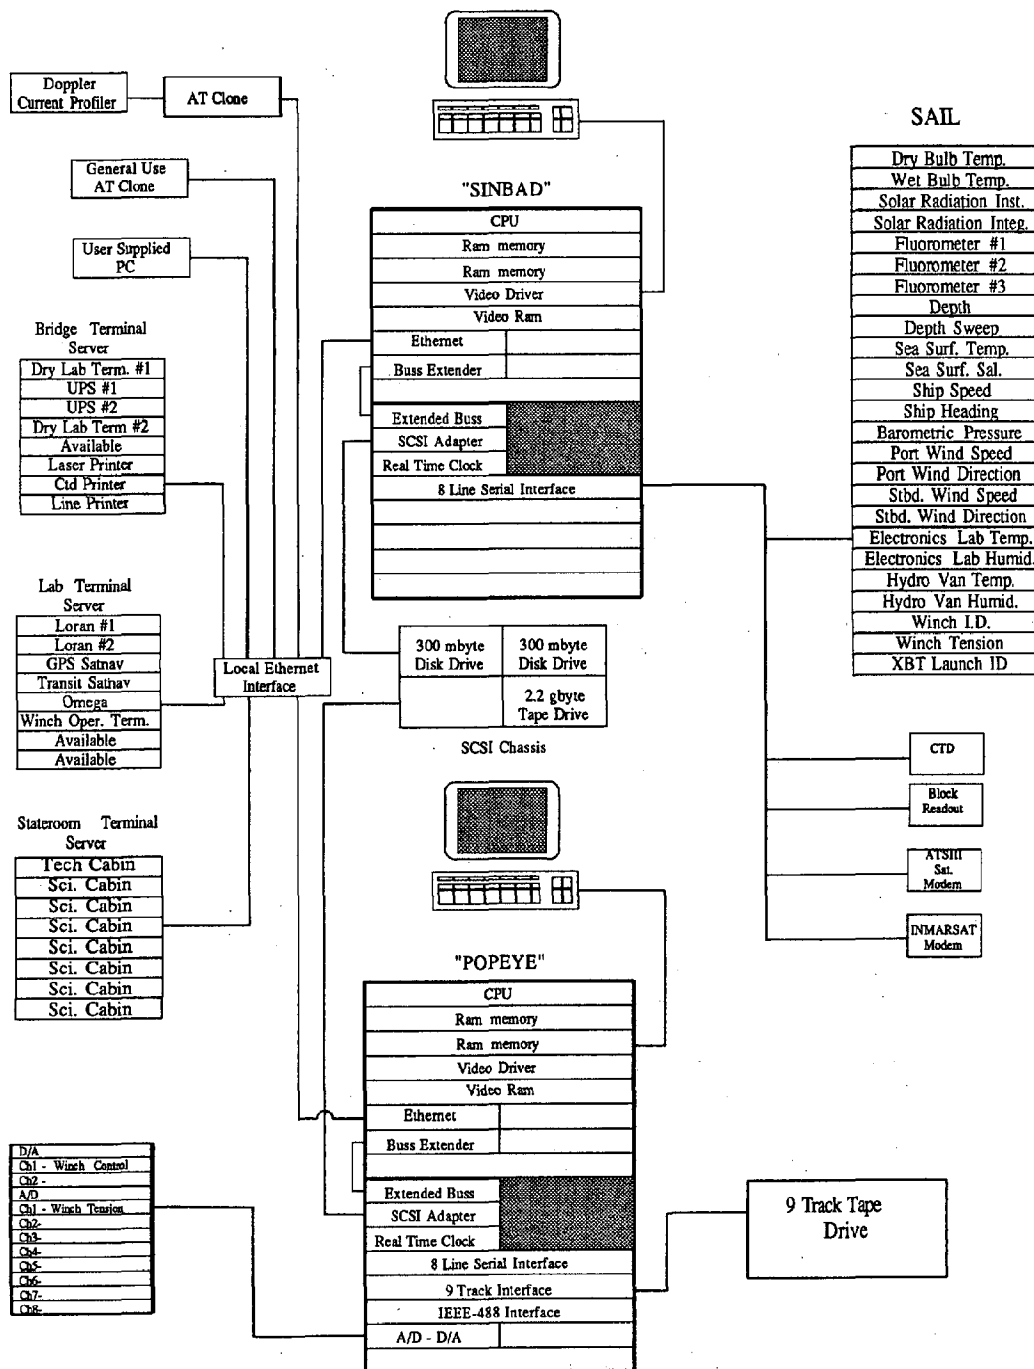 Doppler
Current Profiler
AT Clone
General Use
AT Clone
User Supplied
PC
Bridge Terminal
Server
Dry Lab Term. #1
UPS #1
UPS #2
Dry Lab Term #2
Available
Laser Printer
Ctd Printer
Line Printer
Lab Terminal
Server
Loran #1
Loran #2
GPS Satnav
Transit Satnav
Omega
Winch Oper. Term.
Available
Available
Stateroom Terminal
Server
Tech Cabin
Sci. Cabin
Sci. Cabin
Sci. Cabin
Sci. Cabin
Sci. Cabin
Sci. Cabin
Sci. Cabin
D/A
Ch1 - Winch Control
Ch2 -
A/D
Ch1 - Winch Tension
Ch2-
Ch3-
Ch4-
Ch5-
Ch6-
Ch7-
Ch8-
Local Ethernet
Interface
"SINBAD"
CPU
Ram memory
Ram memory
Video Driver
Video Ram
Ethernet
Buss Extender
Extended Buss
SCSI Adapter
Real Time Clock
8 Line Serial Interface
300 mbyte
Disk Drive
300 mbyte
Disk Drive
2.2 gbyte
Tape Drive
SCSI Chassis
"POPEYE"
CPU
Ram memory
Ram memory
Video Driver
Video Ram
Ethernet
Buss Extender
Extended Buss
SCSI Adapter
Real Time Clock
8 Line Serial Interface
9 Track Interface
IEEE-488 Interface
A/D - D/A
SAIL
Dry Bulb Temp.
Wet Bulb Temp.
Solar Radiation Inst.
Solar Radiation Integ.
Fluorometer #1
Fluorometer #2
Fluorometer #3
Depth
Depth Sweep
Sea Surf. Temp.
Sea Surf. Sal.
Ship Speed
Ship Heading
Barometric Pressure
Port Wind Speed
Port Wind Direction
Stbd. Wind Speed
Stbd. Wind Direction
Electronics Lab Temp.
Electronics Lab Humid.
Hydro Van Temp.
Hydro Van Humid.
Winch I.D.
Winch Tension
XBT Launch ID
CTD
Block
Readout
ATSIII
Sat.
Modem
INMARSAT
Modem
9 Track Tape
Drive